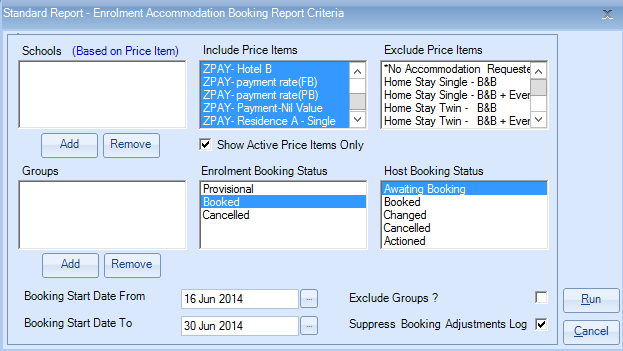 Standard Report - Enrolment Accommodation Booking Report Criteria
Schools (Based on Price Item)
Include Price Items
Exclude Price Items
ZPAY- Hotel B
ZPAY- payment rate(FB)
ZPAY- payment rate(PB)
ZPAY- Payment-Nil Value
ZPAY- Residence A - Single
*No Accommodation Requeste
Home Stay Single - B&B
Home Stay Single - B&B + Ever
Home Stay Twin - B&B
Home Stay Twin - B&B + Ever
Add
Remove
Show Active Price Items Only
Groups
Enrolment Booking Status
Host Booking Status
Provisional
Booked
Cancelled
Awaiting Booking
Booked
Changed
Cancelled
Actioned
Add
Remove
Booking Start Date From
16 Jun 2014
...
Exclude Groups ?
Run
Booking Start Date To
30 Jun 2014
...
Suppress Booking Adjustments Log
Cancel